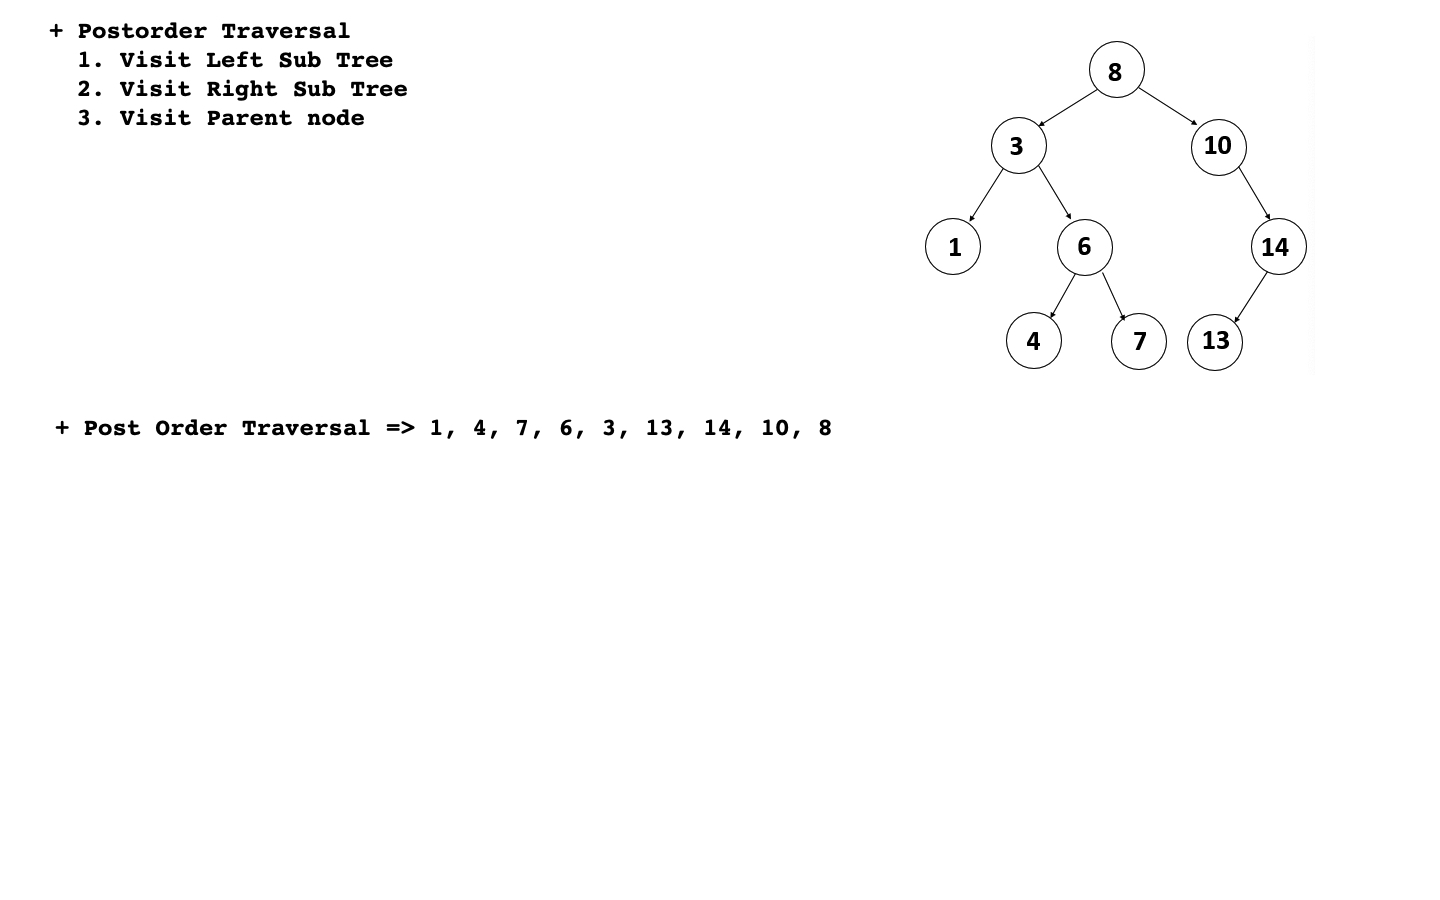 + Postorder Traversal
1. Visit Left Sub Tree
2. Visit Right Sub Tree
3. Visit Parent node
8
3
10
1
6
14
4
7
13
+ Post Order Traversal => 1, 4, 7, 6, 3, 13, 14, 10, 8